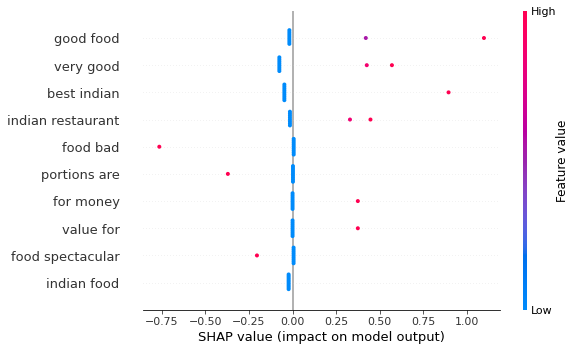 High
good food
very good
best indian
indian restaurant
food bad
portions are
for money
value for
food spectacular
indian food
Feature value
Low
−0.75 −0.50 −0.25 0.00 0.25 0.50 0.75 1.00
SHAP value (impact on model output)